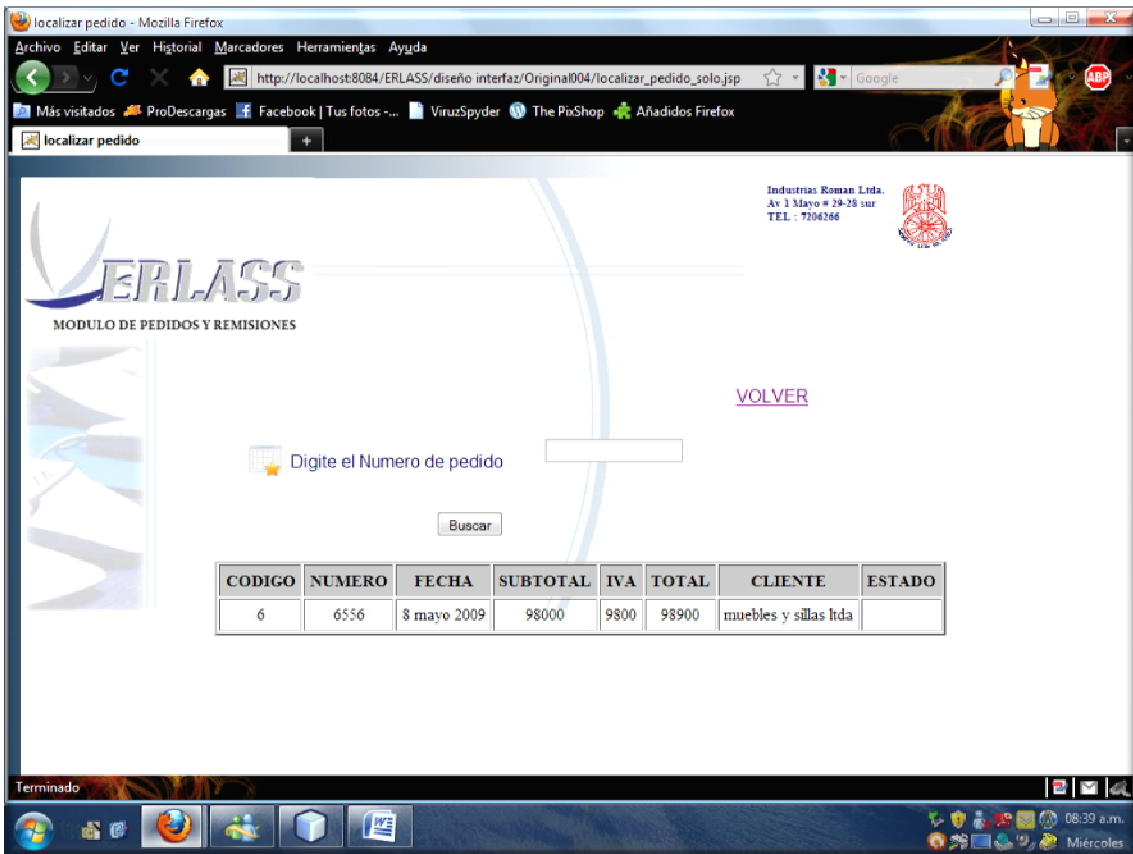 localizar pedido - Mozilla Firefox
Archivo Editar Ver Historial Marcadores Herramientas Ayuda
http://localhost:8084/ERLASS/diseño interfaz/Original004/localizar_pedido_solo.jsp
Google
ABP
Más visitados ProDescargas Facebook | Tus fotos -... ViruzSpyder The PixShop Añadidos Firefox
localizar pedido
Industrias Roman Ltda.
Av 1 Mayo # 29-28 sur
TEL : 7206266
ERLASS
MODULO DE PEDIDOS Y REMISIONES
VOLVER
Digite el Numero de pedido
Buscar
CODIGO NUMERO FECHA SUBTOTAL IVA TOTAL CLIENTE ESTADO
6 6556 8 mayo 2009 98000 9800 98900 muebles y sillas ltda
Terminado
08:39 a.m.
Miércoles